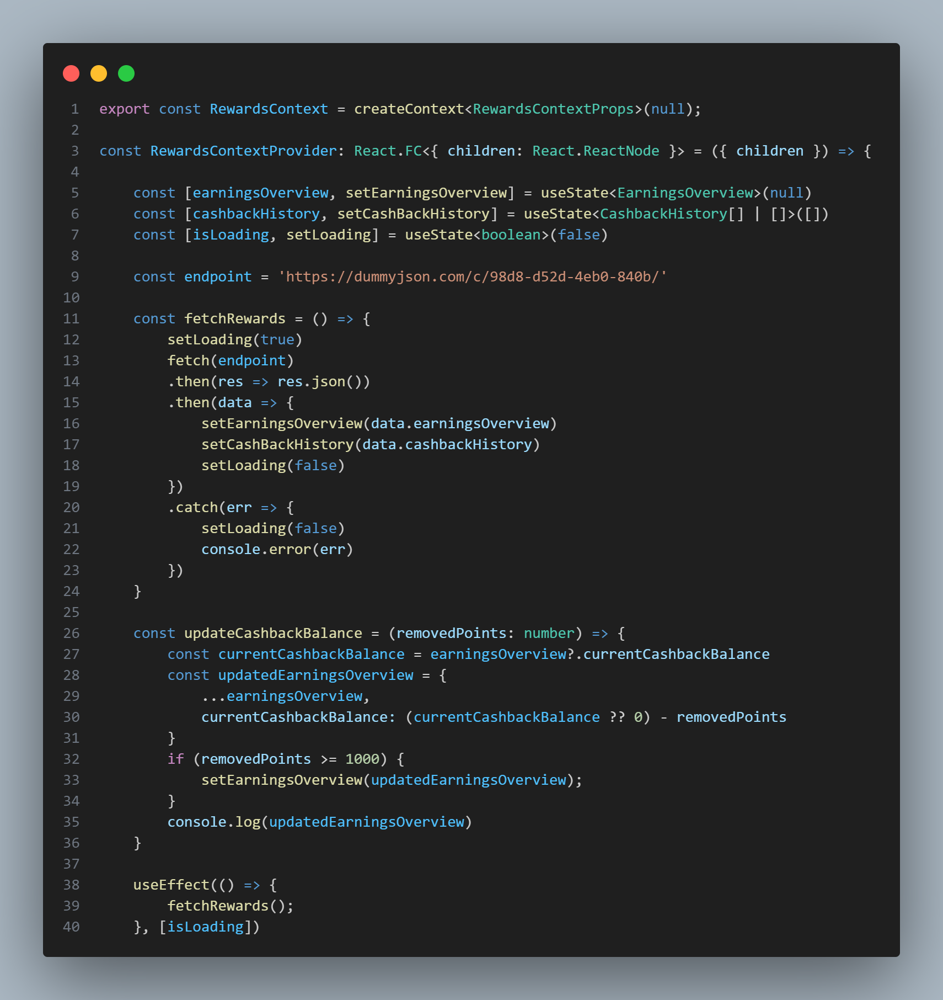 1 export const RewardsContext = createContext<RewardsContextProps>(null);
2
3 const RewardsContextProvider: React.FC<{ children: React.ReactNode }> = ({ children }) => {
4
5     const [earningsOverview, setEarningsOverview] = useState<EarningsOverview>(null)
6     const [cashbackHistory, setCashBackHistory] = useState<CashbackHistory[] | []>([])
7     const [isLoading, setLoading] = useState<boolean>(false)
8
9     const endpoint = 'https://dummyjson.com/c/98d8-d52d-4eb0-840b/'
10
11     const fetchRewards = () => {
12         setLoading(true)
13         fetch(endpoint)
14         .then(res => res.json())
15         .then(data => {
16             setEarningsOverview(data.earningsOverview)
17             setCashBackHistory(data.cashbackHistory)
18             setLoading(false)
19         })
20         .catch(err => {
21             setLoading(false)
22             console.error(err)
23         })
24     }
25
26     const updateCashbackBalance = (removedPoints: number) => {
27         const currentCashbackBalance = earningsOverview?.currentCashbackBalance
28         const updatedEarningsOverview = {
29             ...earningsOverview,
30             currentCashbackBalance: (currentCashbackBalance ?? 0) - removedPoints
31         }
32         if (removedPoints >= 1000) {
33             setEarningsOverview(updatedEarningsOverview);
34         }
35         console.log(updatedEarningsOverview)
36     }
37
38     useEffect(() => {
39         fetchRewards();
40     }, [isLoading])